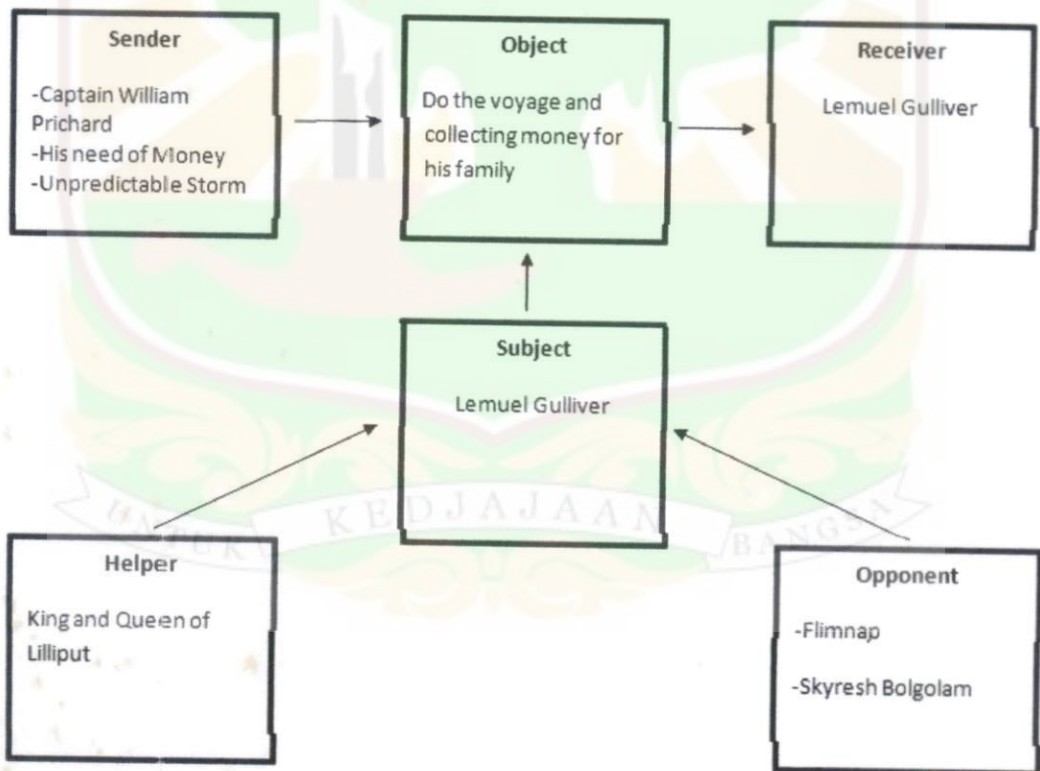 Sender
-Captain William
Prichard
-His need of Money
-Unpredictable Storm
Object
Do the voyage and
collecting money for
his family
Receiver
Lemuel Gulliver
Subject
Lemuel Gulliver
UNTUK KEDJAJAAN BANGSA
Helper
King and Queen of
Lilliput
Opponent
-Flimnap
-Skyresh Bolgolam